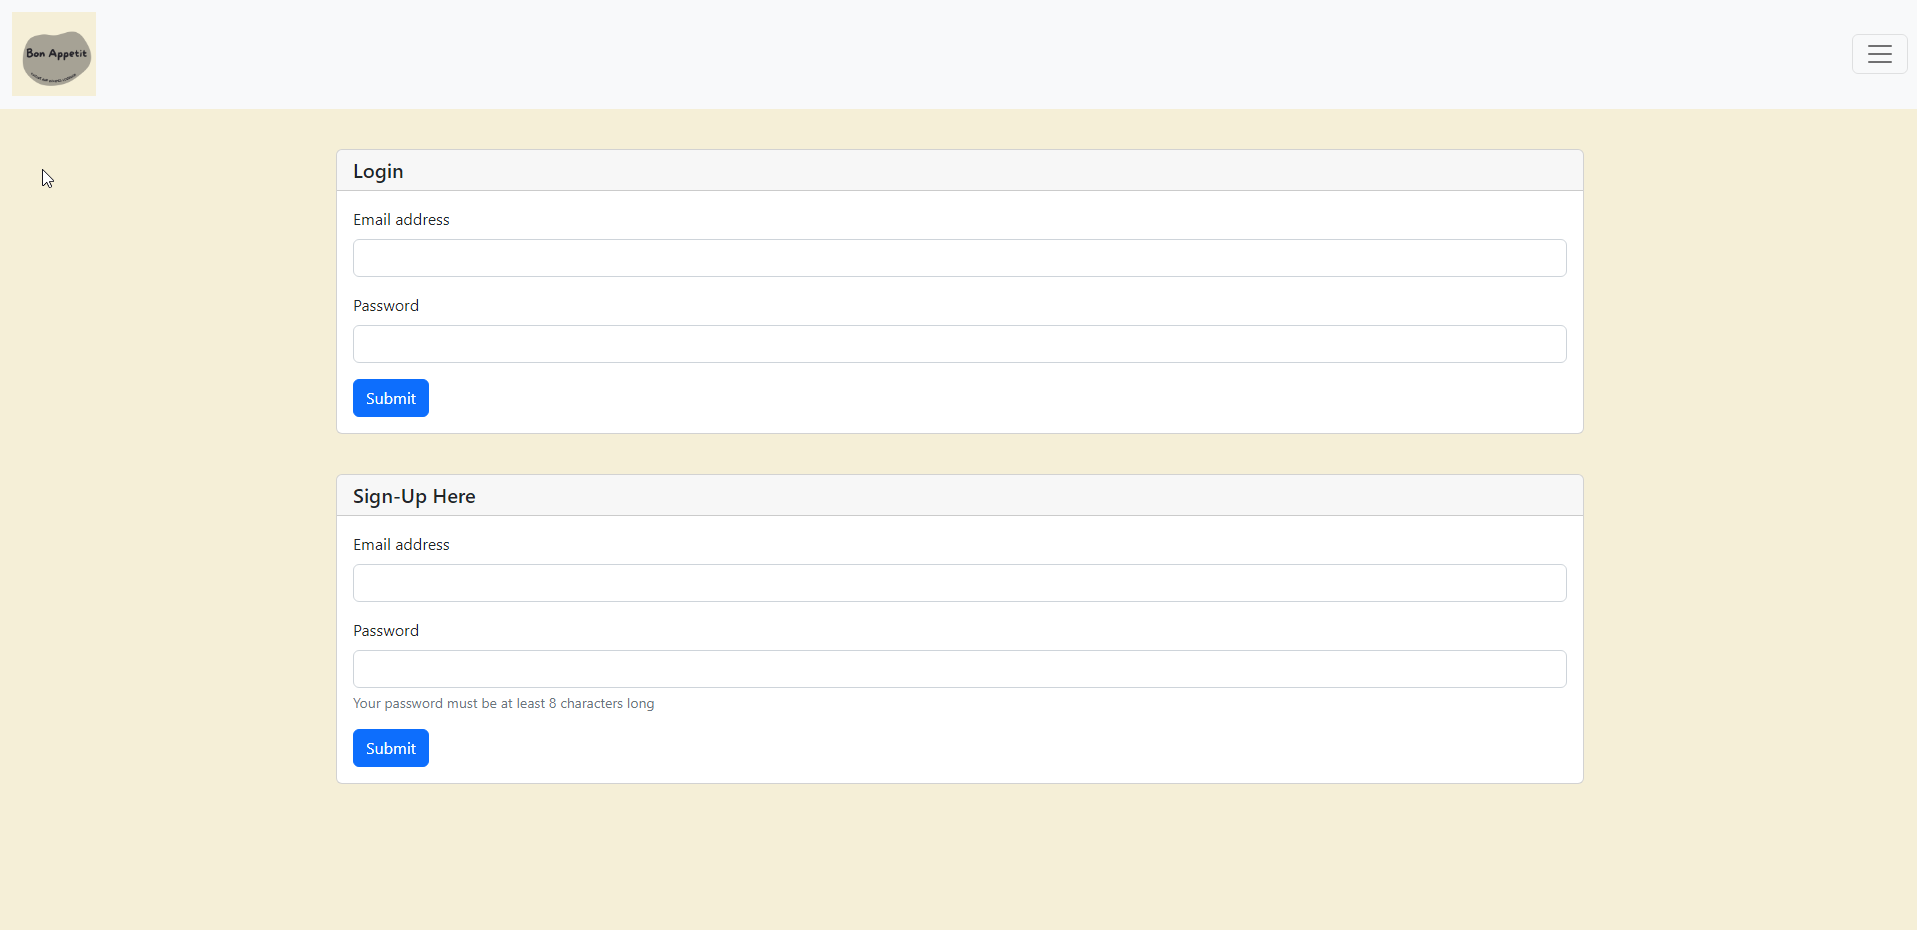 Bon Appetit
Login
Email address
Password
Submit
Sign-Up Here
Email address
Password
Your password must be at least 8 characters long
Submit